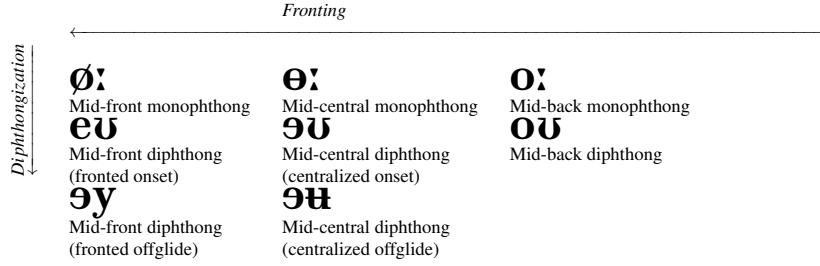 Fronting
Diphthongization
øː ɵː oː
Mid-front monophthong Mid-central monophthong Mid-back monophthong
eʊ ɘʊ oʊ
Mid-front diphthong Mid-central diphthong Mid-back diphthong
(fronted onset) (centralized onset)
ɘy ɘʉ
Mid-front diphthong Mid-central diphthong
(fronted offglide) (centralized offglide)